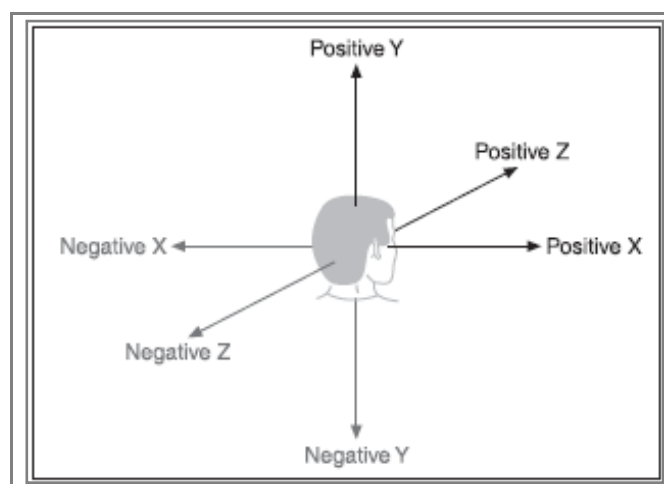 Positive Y
Positive Z
Negative X
Positive X
Negative Z
Negative Y